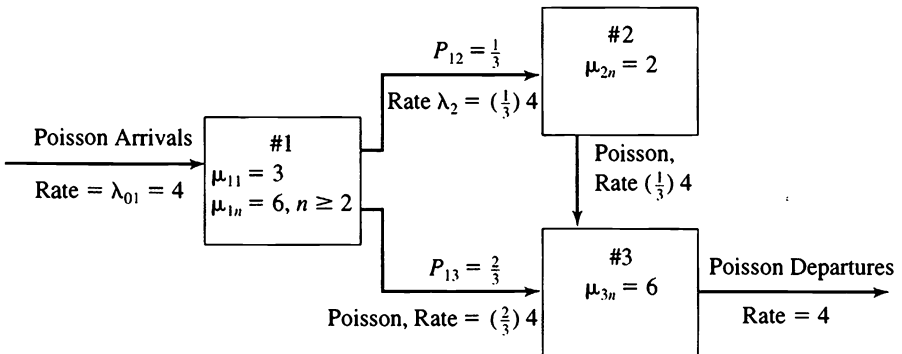 Poisson Arrivals
Rate = λ₀₁ = 4
#1
μ₁₁ = 3
μ₁ₙ = 6, n ≥ 2
P₁₂ = 1/3
Rate λ₂ = (1/3) 4
#2
μ₂ₙ = 2
Poisson,
Rate (1/3) 4
P₁₃ = 2/3
Poisson, Rate = (2/3) 4
#3
μ₃ₙ = 6
Poisson Departures
Rate = 4